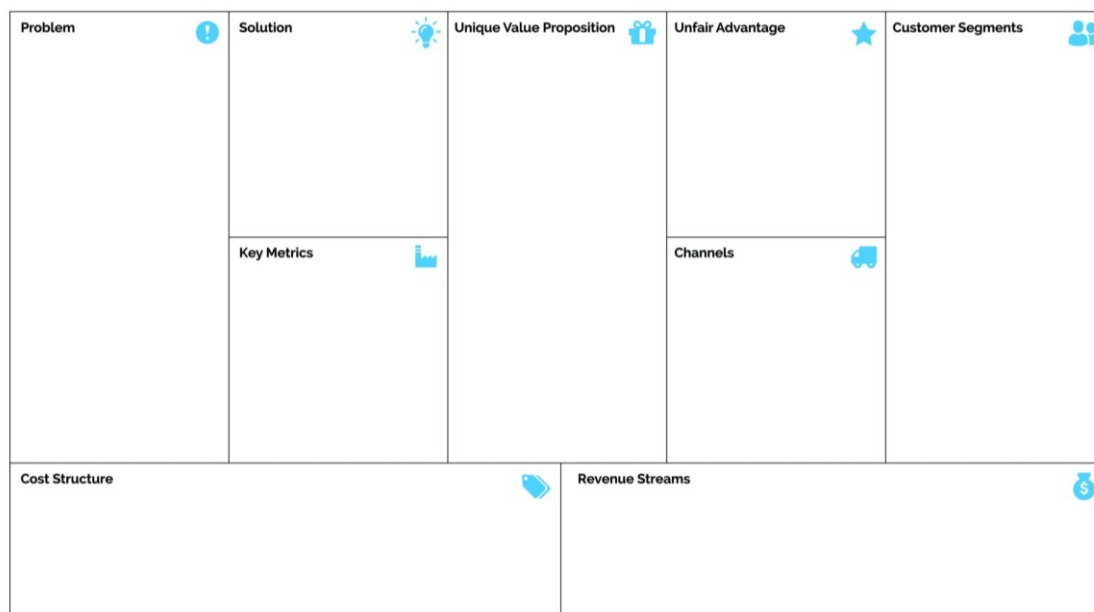 Problem
Solution
Unique Value Proposition
Unfair Advantage
Customer Segments
Key Metrics
Channels
Cost Structure
Revenue Streams
$